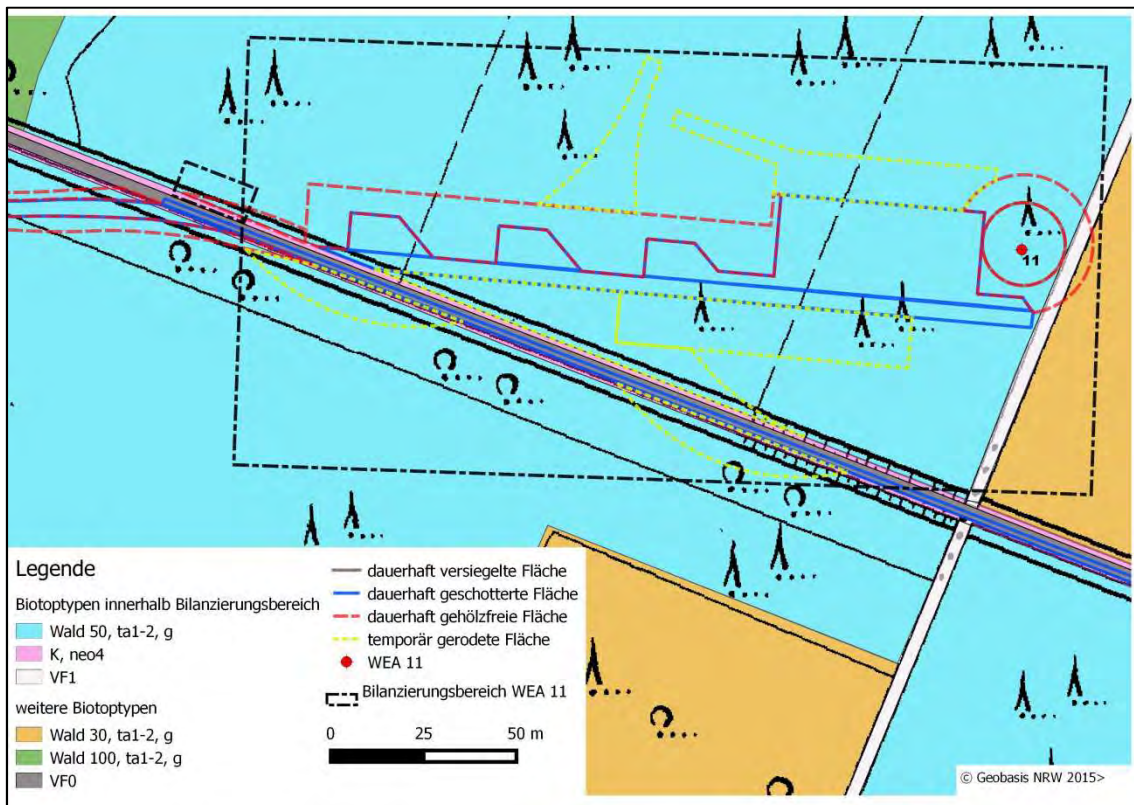 11
Legende
Biotoptypen innerhalb Bilanzierungsbereich
Wald 50, ta1-2, g
K, neo4
VF1
weitere Biotoptypen
Wald 30, ta1-2, g
Wald 100, ta1-2, g
VF0
dauerhaft versiegelte Fläche
dauerhaft geschotterte Fläche
dauerhaft gehölzfreie Fläche
temporär gerodete Fläche
WEA 11
Bilanzierungsbereich WEA 11
0 25 50 m
© Geobasis NRW 2015>